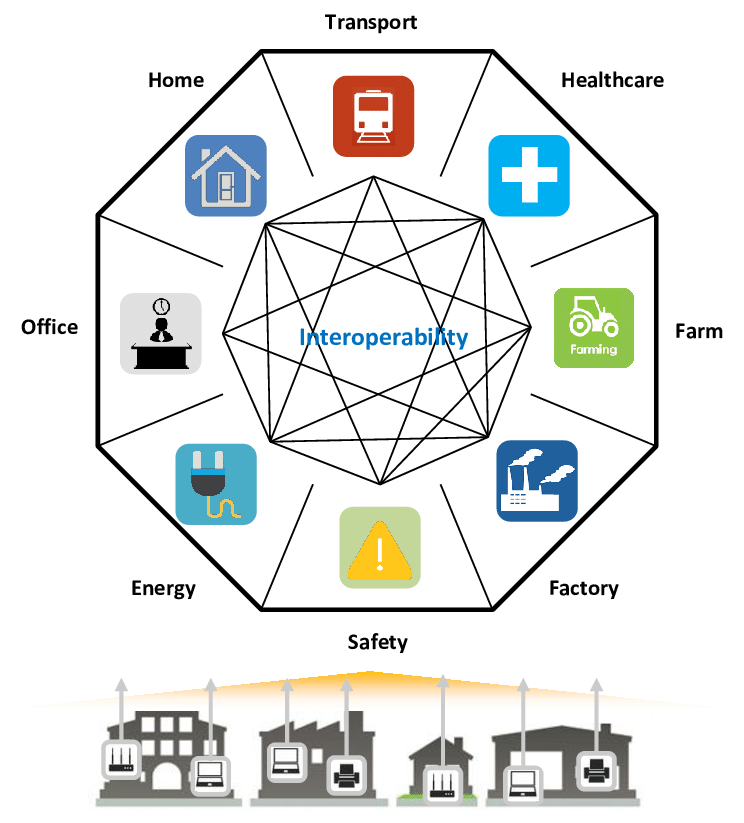 Transport
Home
Healthcare
Office
Interoperability
Farming
Farm
Energy
Factory
Safety